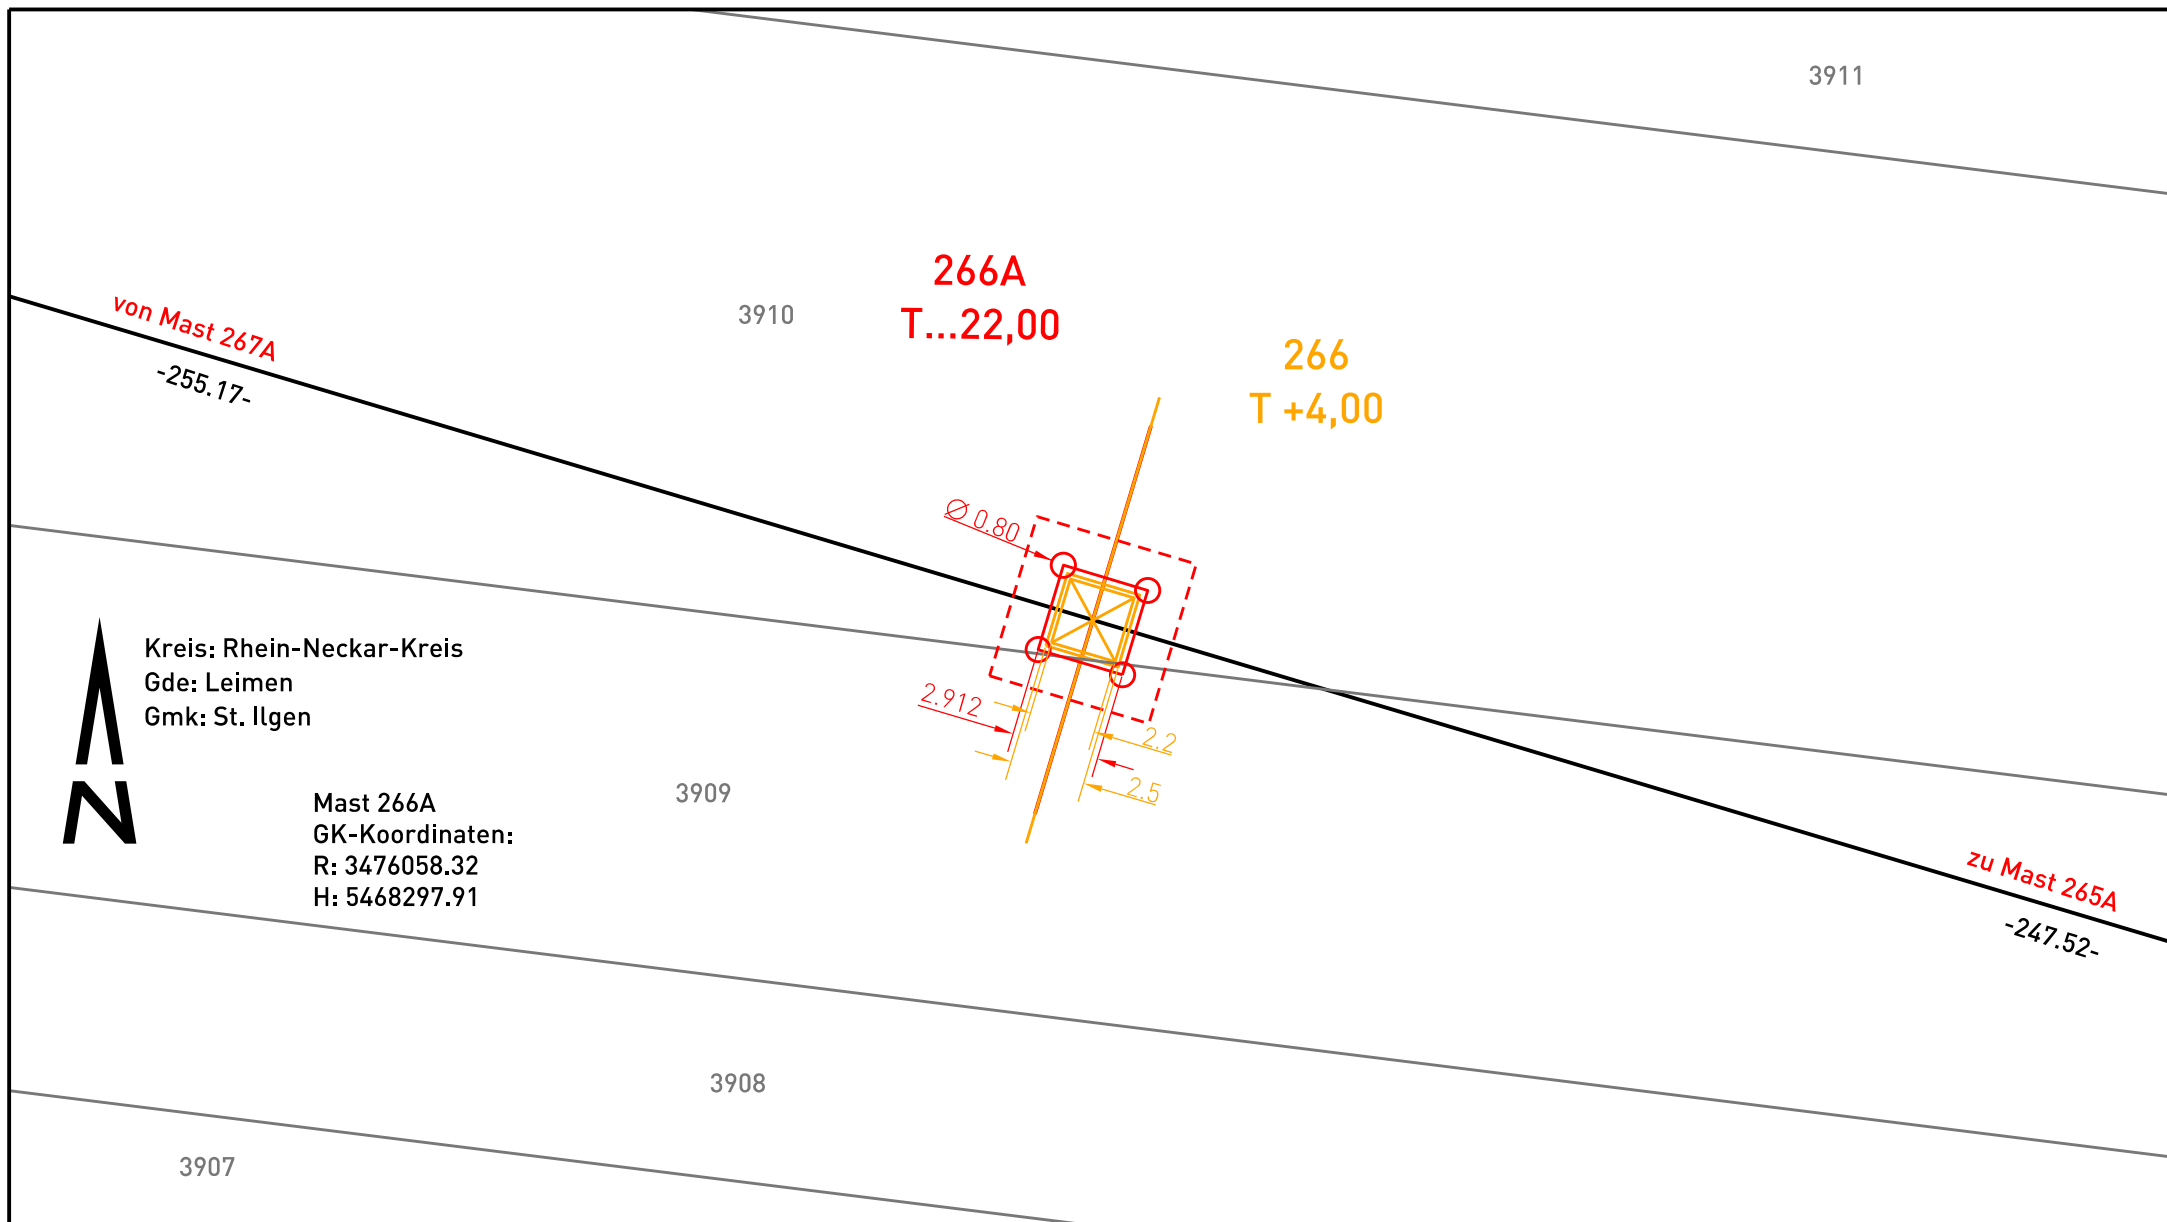 3911
266A
T...22,00
3910
266
T +4,00
von Mast 267A
-255.17-
Ø 0.80
Kreis: Rhein-Neckar-Kreis
Gde: Leimen
Gmk: St. Ilgen
2.912
2.2
2.5
3909
Mast 266A
GK-Koordinaten:
R: 3476058.32
H: 5468297.91
zu Mast 265A
-247.52-
3908
3907
N